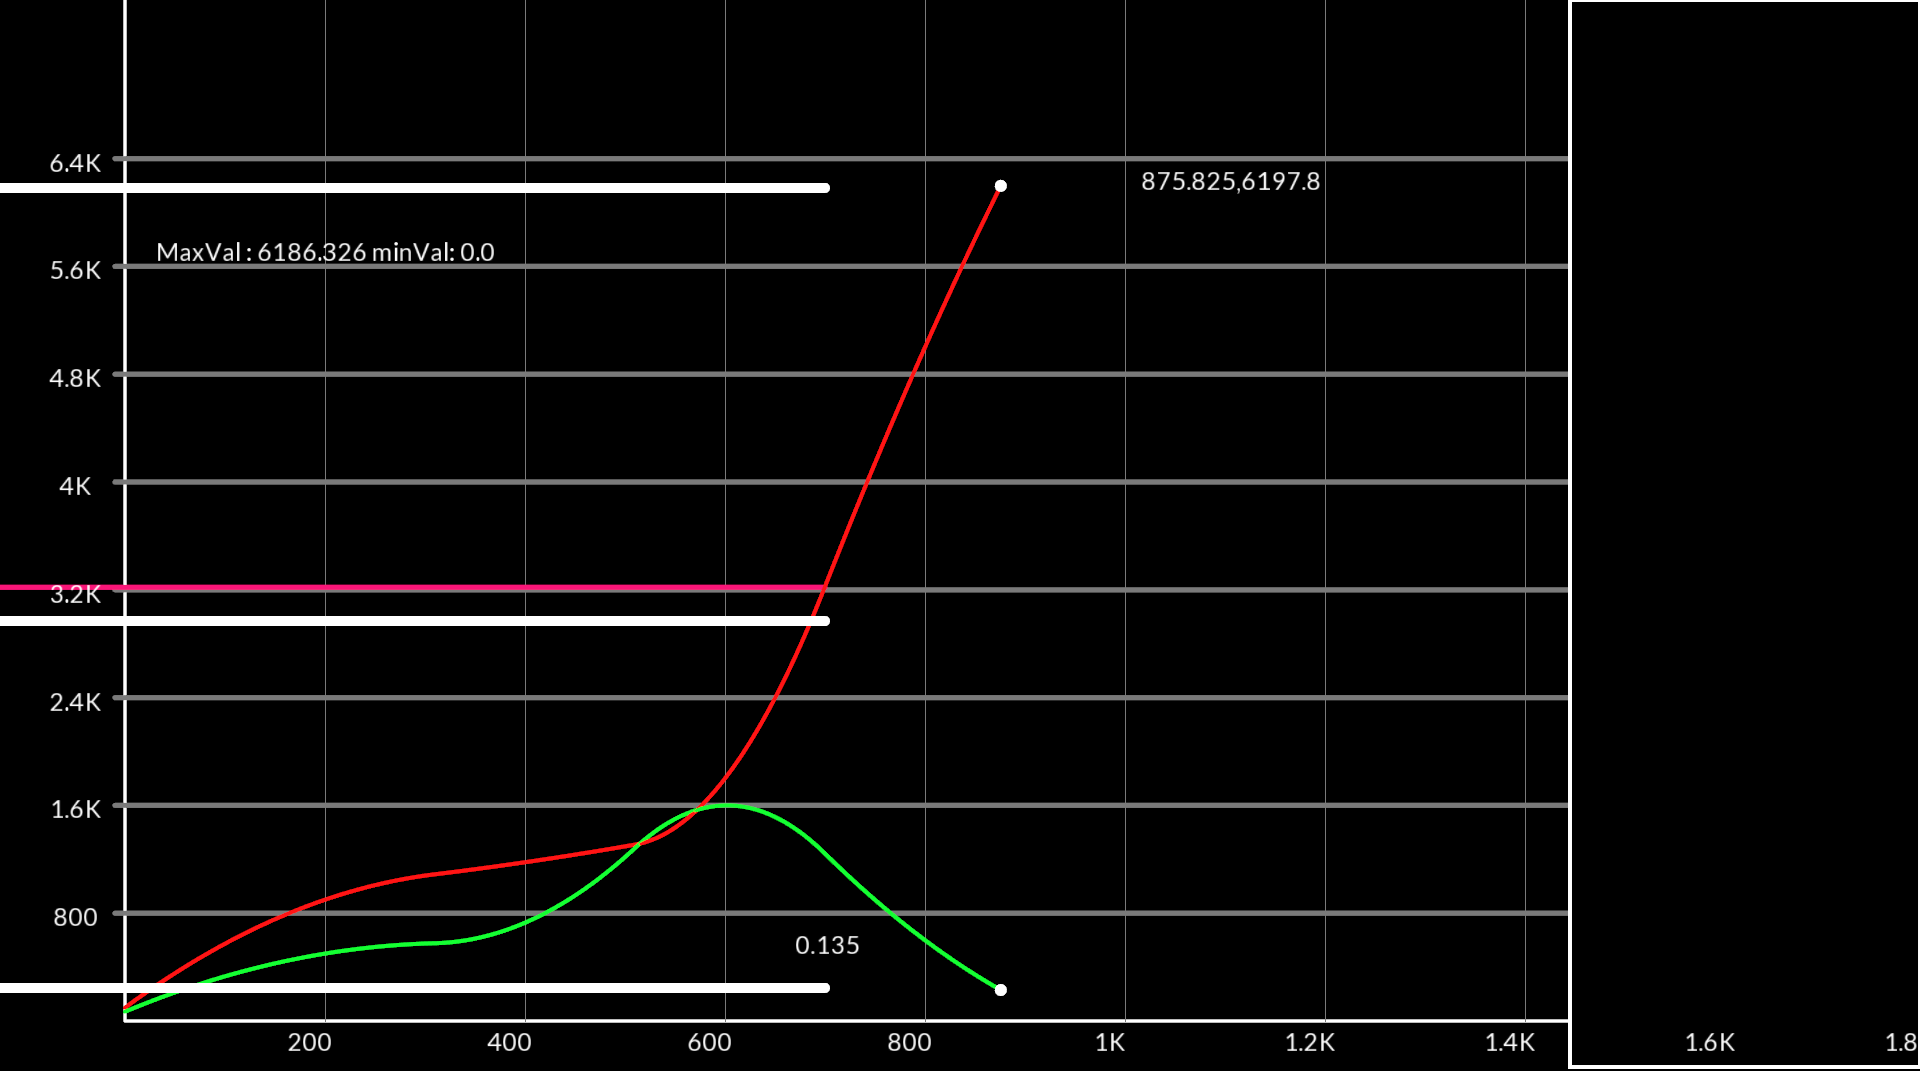 6.4K
875.825,6197.8
MaxVal : 6186.326 minVal: 0.0
5.6K
4.8K
4K
3.2K
2.4K
1.6K
800
0.135
200 400 600 800 1K 1.2K 1.4K 1.6K 1.8